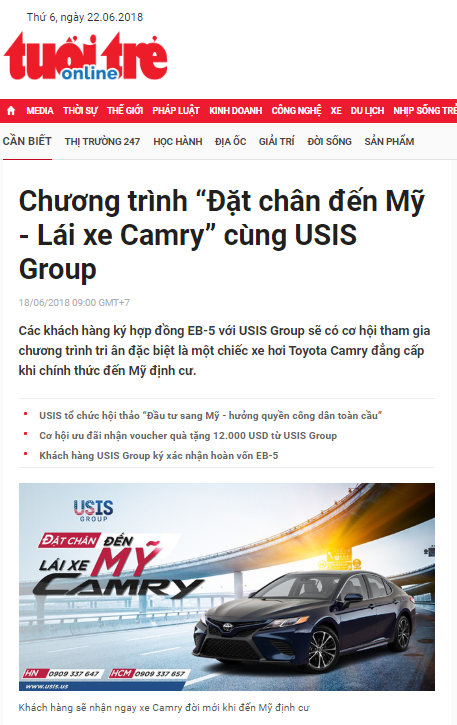 Thứ 6, ngày 22.06.2018
tuổi trẻ
online
MEDIA THỜI SỰ THẾ GIỚI PHÁP LUẬT KINH DOANH CÔNG NGHỆ XE DU LỊCH NHỊP SỐNG TRẺ
CẦN BIẾT THỊ TRƯỜNG 247 HỌC HÀNH ĐỊA ỐC GIẢI TRÍ ĐỜI SỐNG SẢN PHẨM
Chương trình “Đặt chân đến Mỹ
- Lái xe Camry” cùng USIS
Group
18/06/2018 09:00 GMT+7
Các khách hàng ký hợp đồng EB-5 với USIS Group sẽ có cơ hội tham gia
chương trình tri ân đặc biệt là một chiếc xe hơi Toyota Camry đẳng cấp
khi chính thức đến Mỹ định cư.
USIS tổ chức hội thảo “Đầu tư sang Mỹ - hưởng quyền công dân toàn cầu”
Cơ hội ưu đãi nhận voucher quà tặng 12.000 USD từ USIS Group
Khách hàng USIS Group ký xác nhận hoàn vốn EB-5
USIS
GROUP
ĐẶT CHÂN ĐẾN
LÁI XE MỸ
CAMRY
HN 0909 337 647 HCM 0909 337 657
www.usis.us
Khách hàng sẽ nhận ngay xe Camry đời mới khi đến Mỹ định cư